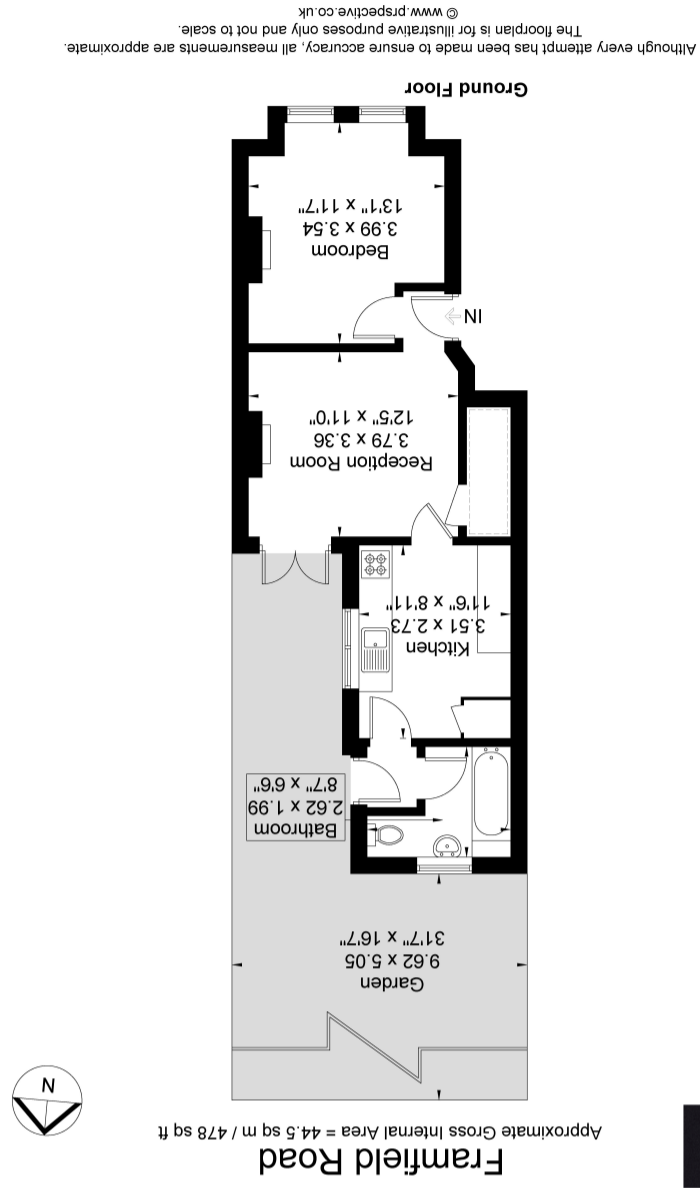 Framfield Road
Approximate Gross Internal Area = 44.5 sq m / 478 sq ft
N
Garden
9.62 x 5.05
31'7" x 16'7"
Bathroom
2.62 x 1.99
8'7" x 6'6"
Kitchen
3.51 x 2.73
11'6" x 8'11"
Reception Room
3.79 x 3.36
12'5" x 11'0"
IN
Bedroom
3.99 x 3.54
13'1" x 11'7"
Ground Floor
Although every attempt has been made to ensure accuracy, all measurements are approximate.
The floorplan is for illustrative purposes only and not to scale.
© www.prspective.co.uk